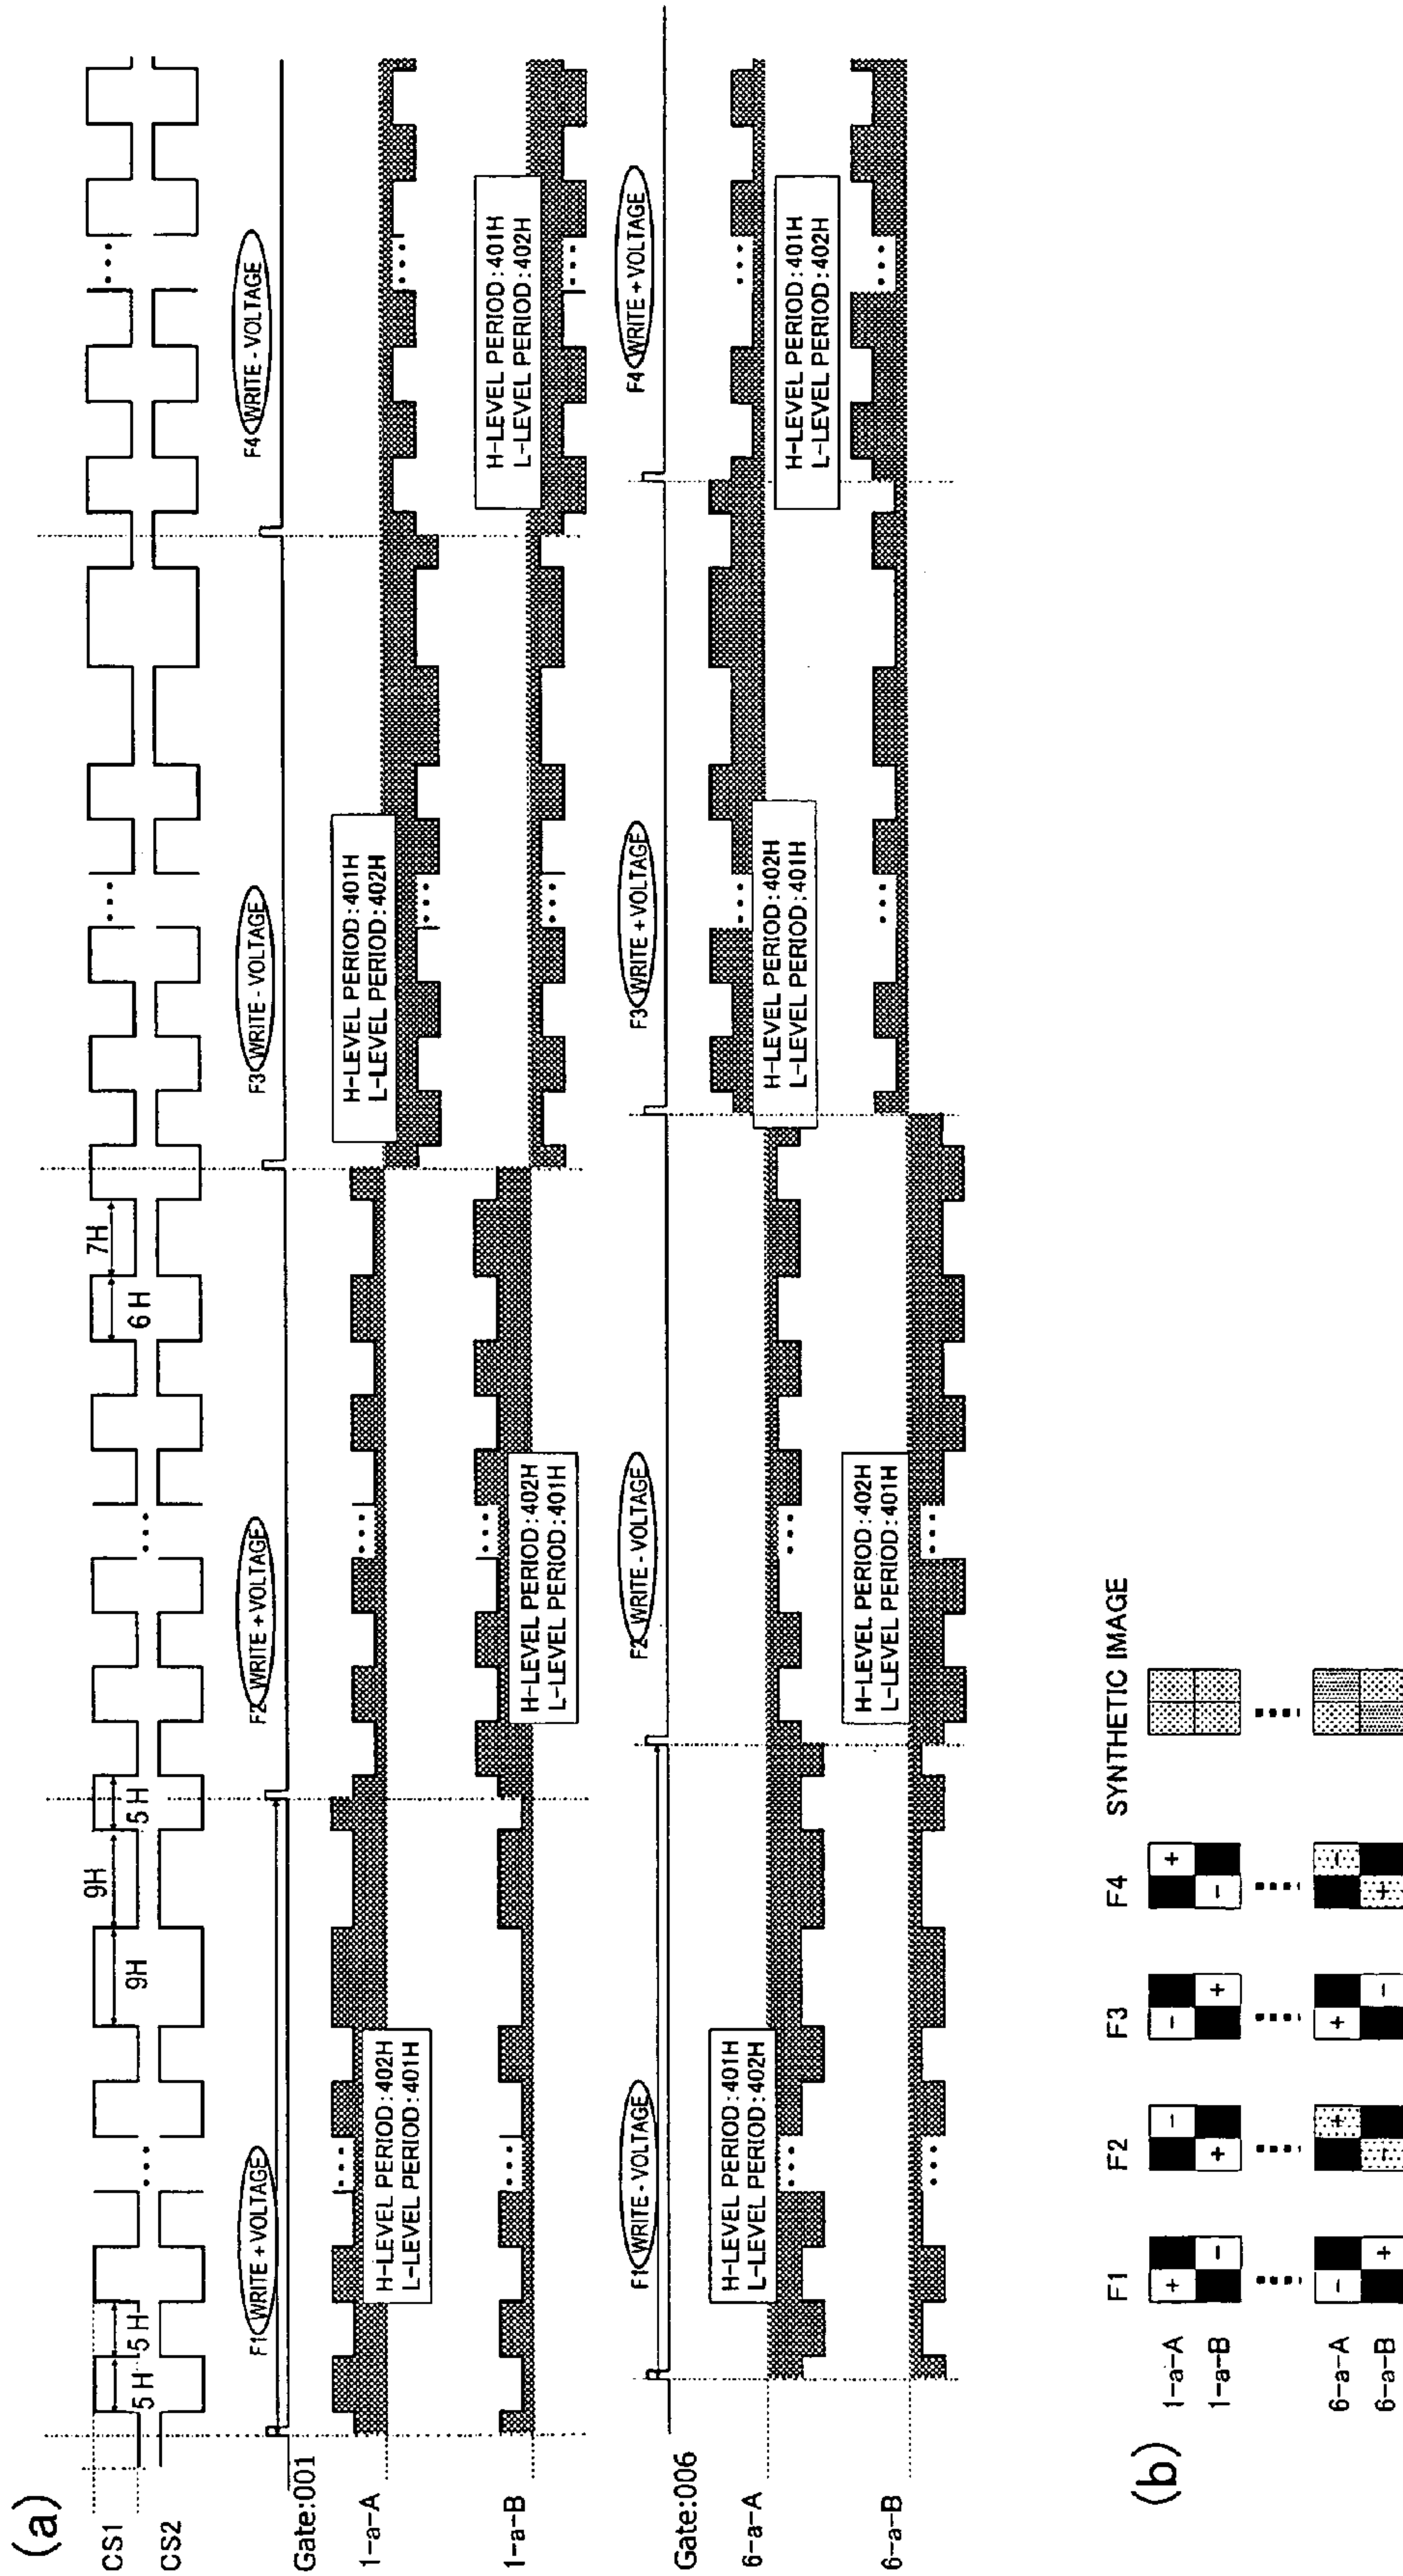 (a)
CS1
CS2
5H
5H
9H
9H
5H
6H
7H
Gate:001
F1 WRITE + VOLTAGE
F2 WRITE + VOLTAGE
F3 WRITE - VOLTAGE
F4 WRITE - VOLTAGE
1-a-A
H-LEVEL PERIOD:402H
L-LEVEL PERIOD:401H
H-LEVEL PERIOD:401H
L-LEVEL PERIOD:402H
1-a-B
H-LEVEL PERIOD:402H
L-LEVEL PERIOD:401H
H-LEVEL PERIOD:401H
L-LEVEL PERIOD:402H
Gate:006
F1 WRITE - VOLTAGE
F2 WRITE - VOLTAGE
F3 WRITE + VOLTAGE
F4 WRITE + VOLTAGE
6-a-A
H-LEVEL PERIOD:401H
L-LEVEL PERIOD:402H
H-LEVEL PERIOD:402H
L-LEVEL PERIOD:401H
H-LEVEL PERIOD:401H
L-LEVEL PERIOD:402H
6-a-B
H-LEVEL PERIOD:402H
L-LEVEL PERIOD:401H
(b)
F1 F2 F3 F4 SYNTHETIC IMAGE
1-a-A + - - +
1-a-B - + + -
6-a-A - + + -
6-a-B + - - +